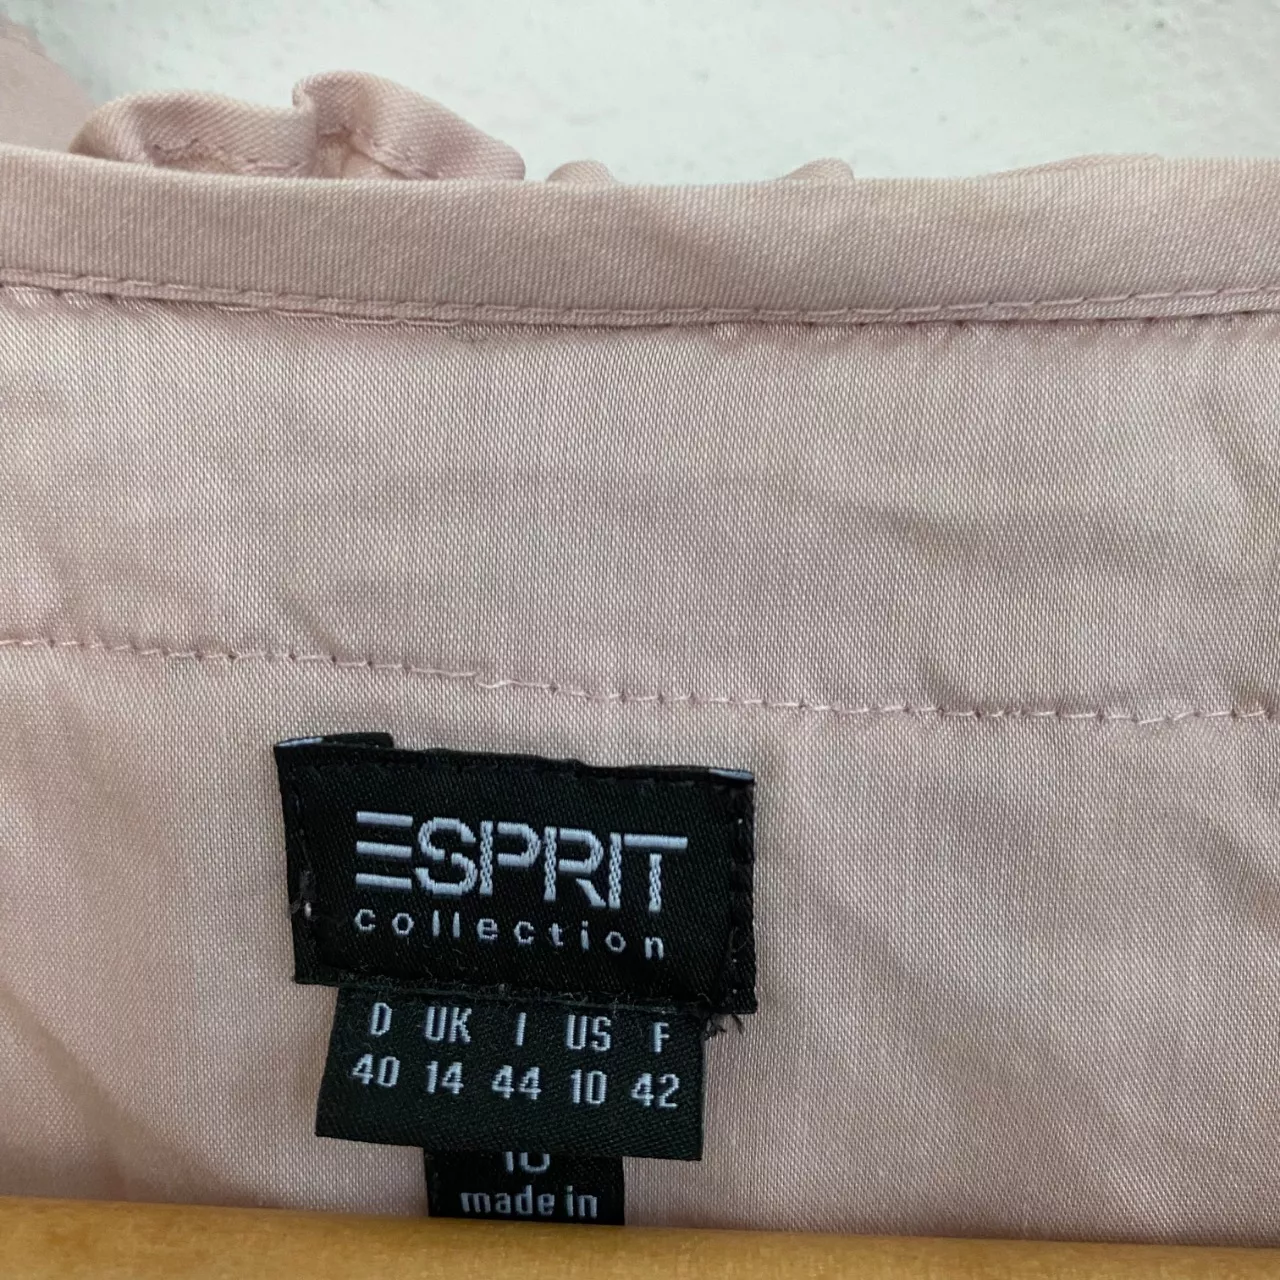 ESPRIT
collection
D UK I US F
40 14 44 10 42
made in